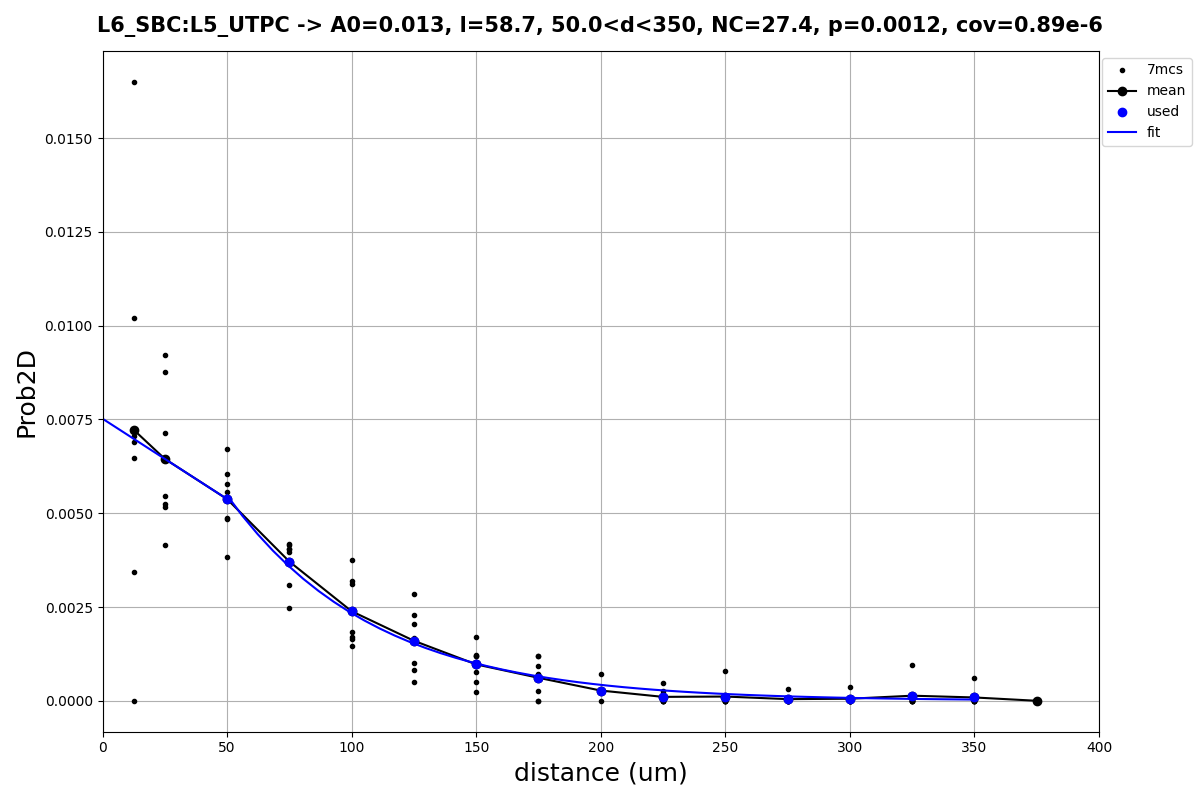 L6_SBC:L5_UTPC -> A0=0.013, l=58.7, 50.0<d<350, NC=27.4, p=0.0012, cov=0.89e-6
7mcs
mean
used
fit
Prob2D
0.0150
0.0125
0.0100
0.0075
0.0050
0.0025
0.0000
0 50 100 150 200 250 300 350 400
distance (um)